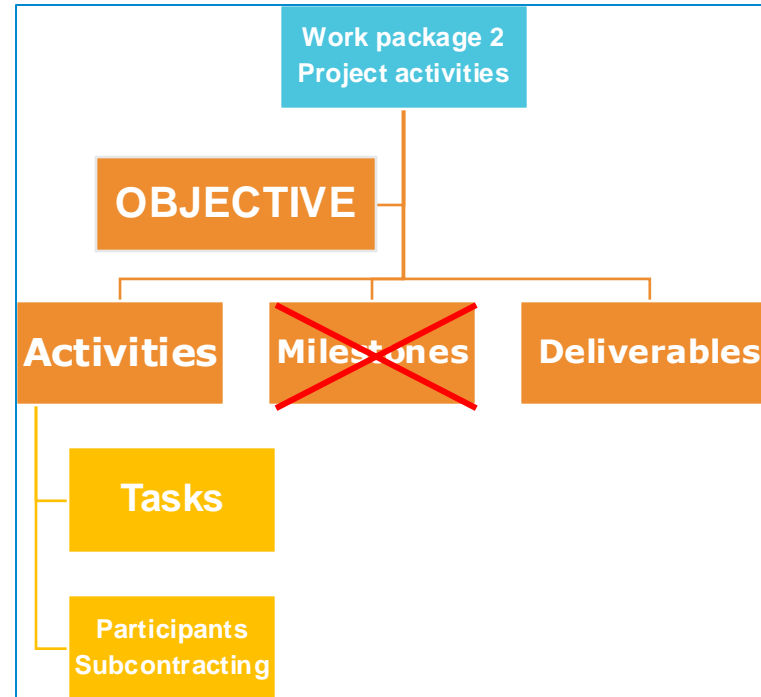 Work package 2
Project activities
OBJECTIVE
Activities
Milestones
Deliverables
Tasks
Participants
Subcontracting